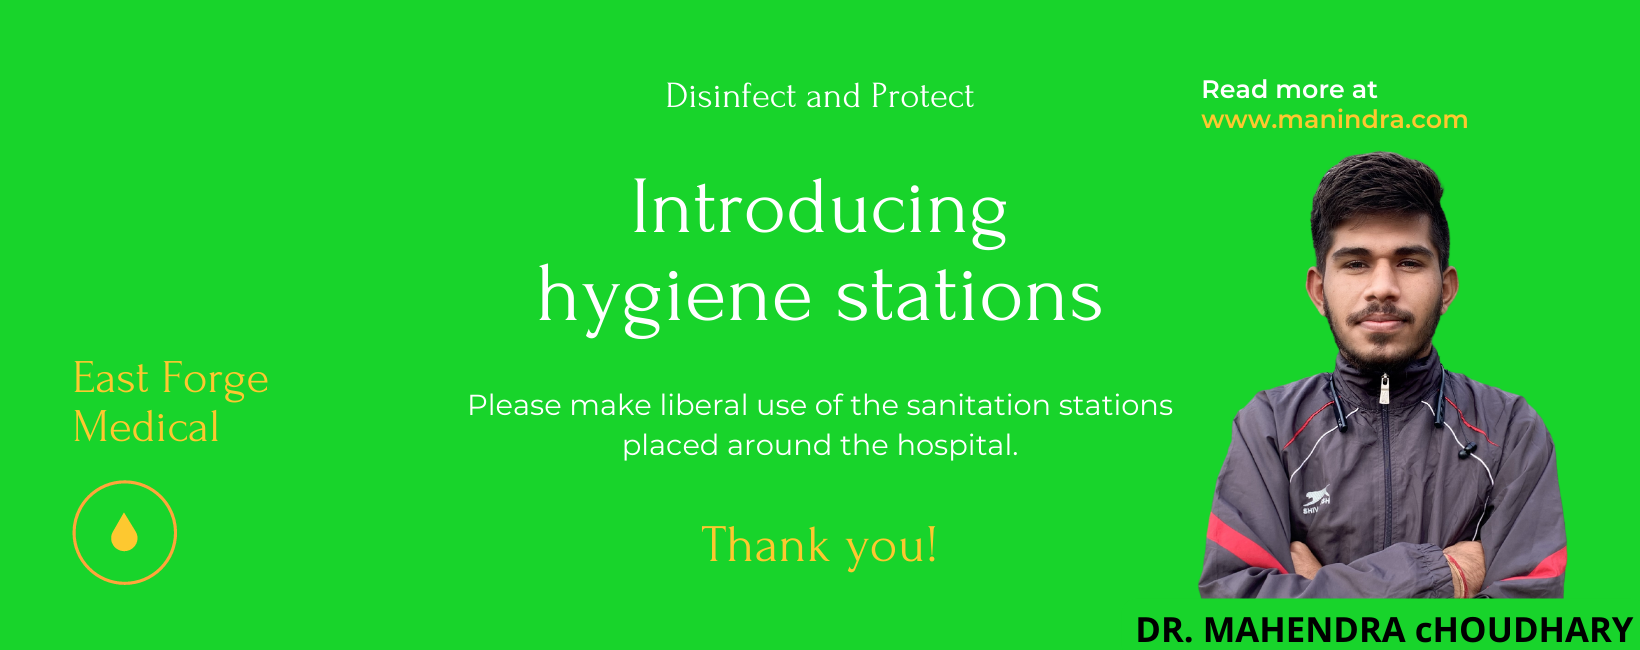 Disinfect and Protect
Read more at
www.manindra.com
Introducing
hygiene stations
East Forge
Medical
Please make liberal use of the sanitation stations
placed around the hospital.
Thank you!
DR. MAHENDRA cHOUDHARY